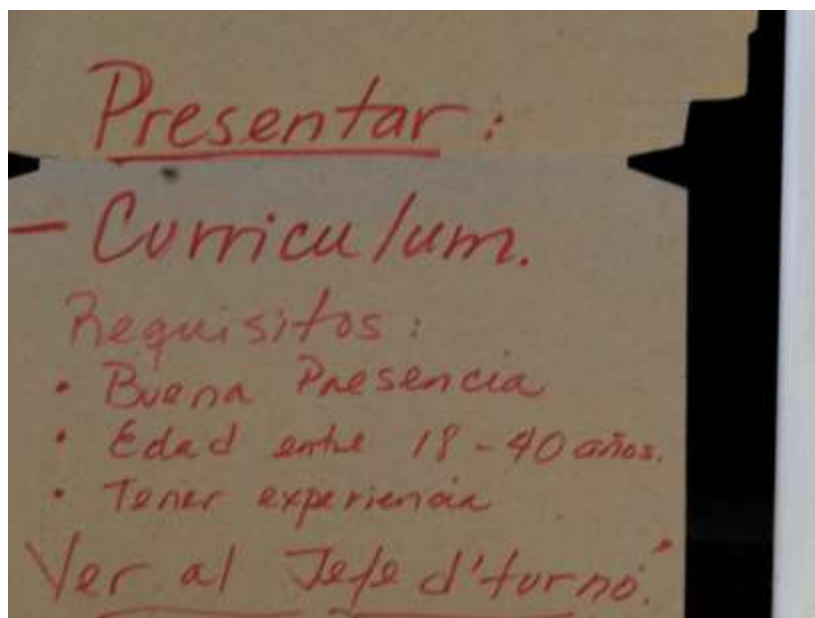 Presentar:
- Curriculum.
Requisitos:
• Buena Presencia
• Edad entre 18-40 años.
• Tener experiencia
Ver al Jefe d'turno."